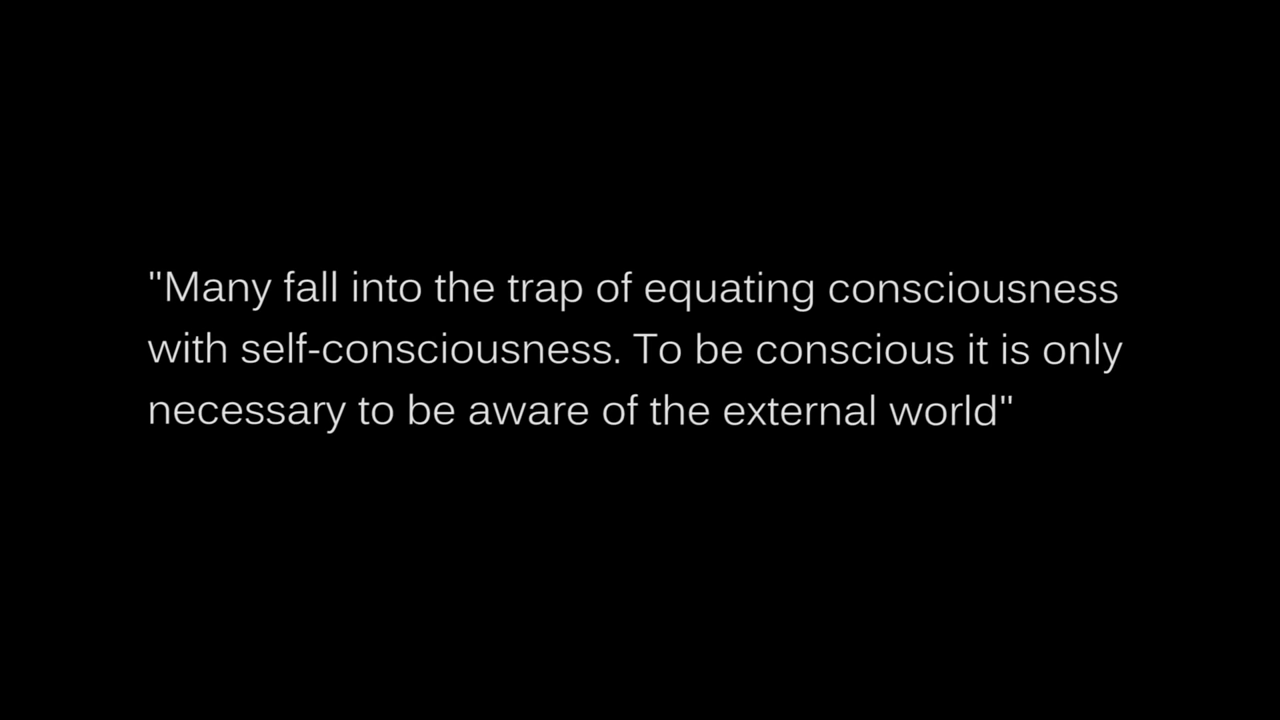 "Many fall into the trap of equating consciousness
with self-consciousness. To be conscious it is only
necessary to be aware of the external world"